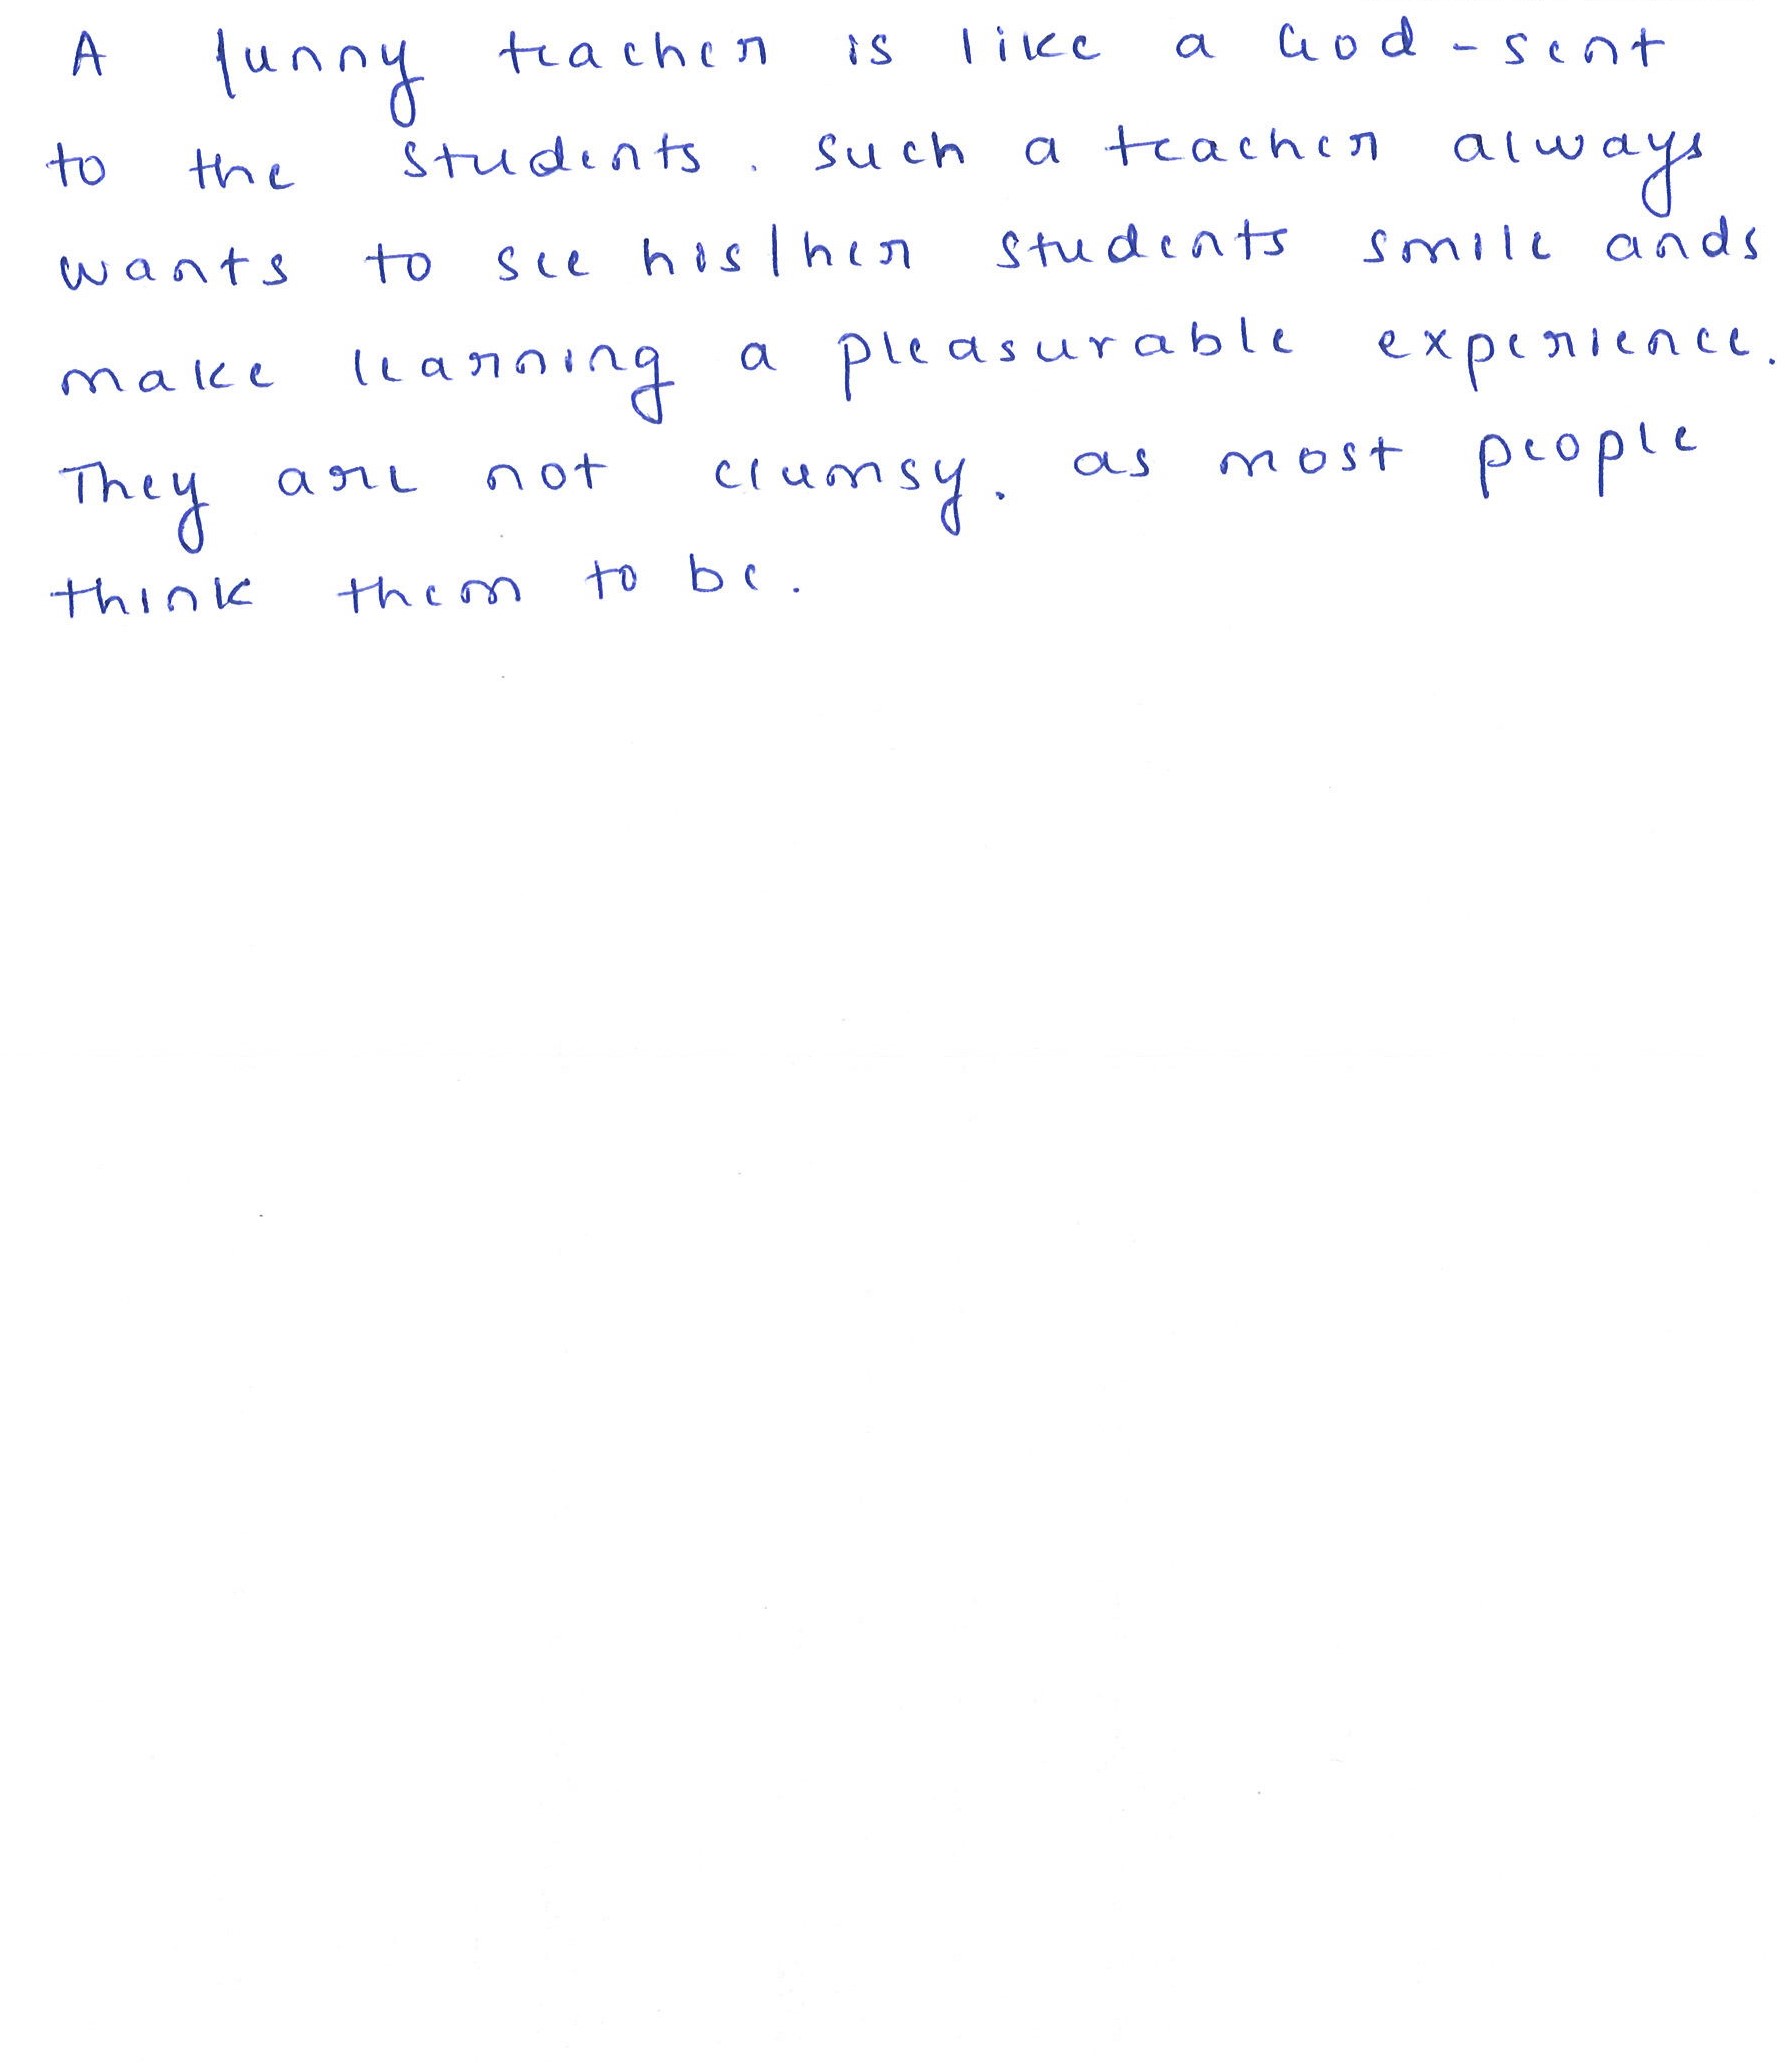 A funny teacher is like a God-sent
to the students. such a teacher always
wants to see his/her students smile ands
make learning a pleasurable experience.
They are not clumsy. as most people
think them to be.